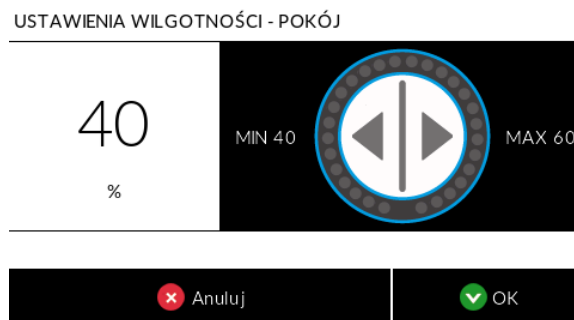 USTAWIENIA WILGOTNOŚCI - POKÓJ
40
%
MIN 40
MAX 60
Anuluj
OK